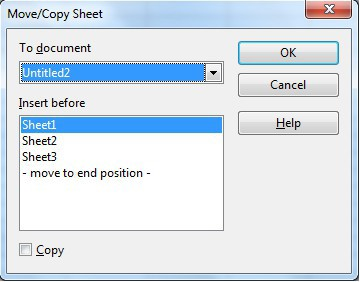 Move/Copy Sheet
To document
Untitled2
Insert before
Sheet1
Sheet2
Sheet3
- move to end position -
Copy
OK
Cancel
Help